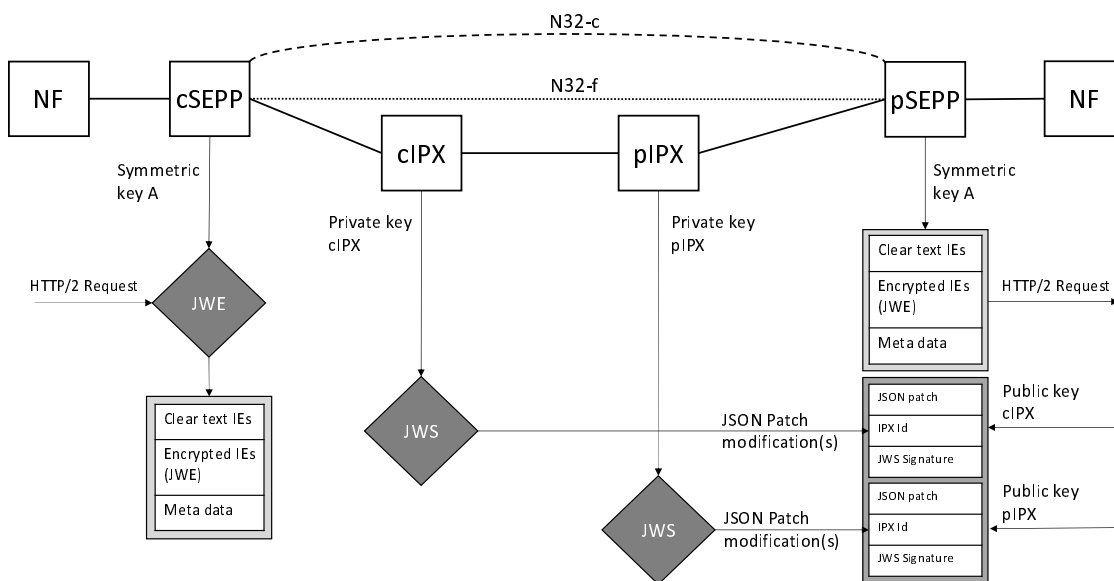 N32-c
N32-f
NF
cSEPP
cIPX
pIPX
pSEPP
NF
Symmetric
key A
Private key
cIPX
Private key
pIPX
Symmetric
key A
HTTP/2 Request
JWE
Clear text IEs
Encrypted IEs
(JWE)
Meta data
HTTP/2 Request
Clear text IEs
Encrypted IEs
(JWE)
Meta data
JWS
JSON Patch
modification(s)
JSON patch
IPX Id
JWS Signature
Public key
cIPX
JWS
JSON Patch
modification(s)
JSON patch
IPX Id
JWS Signature
Public key
pIPX